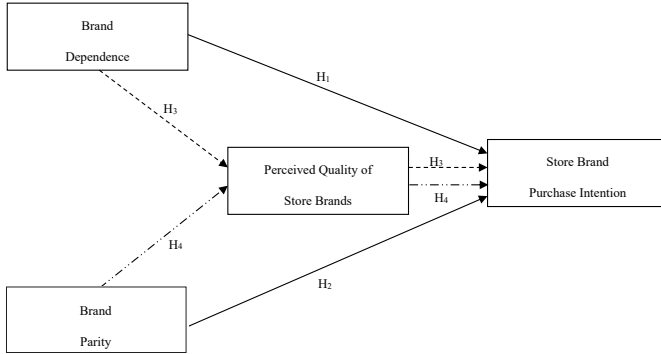 Brand
Dependence
H₁
H₃
Perceived Quality of
Store Brands
H₃
H₄
Store Brand
Purchase Intention
H₄
H₂
Brand
Parity